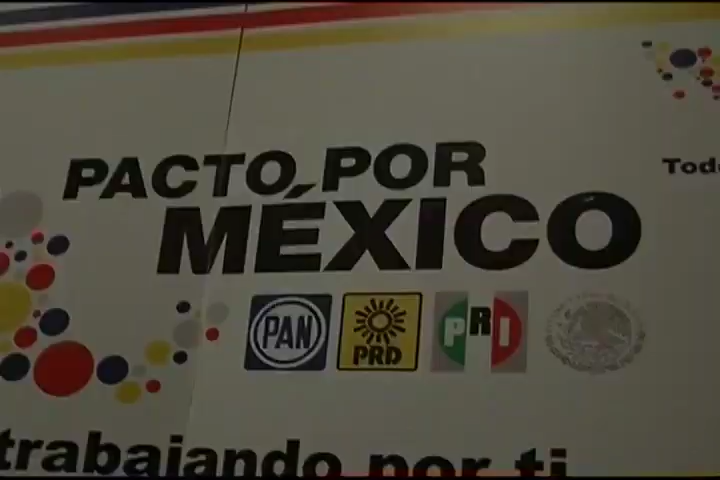 PACTO POR
MÉXICO
Tod
PAN
PRD
PRI
trabajando por ti